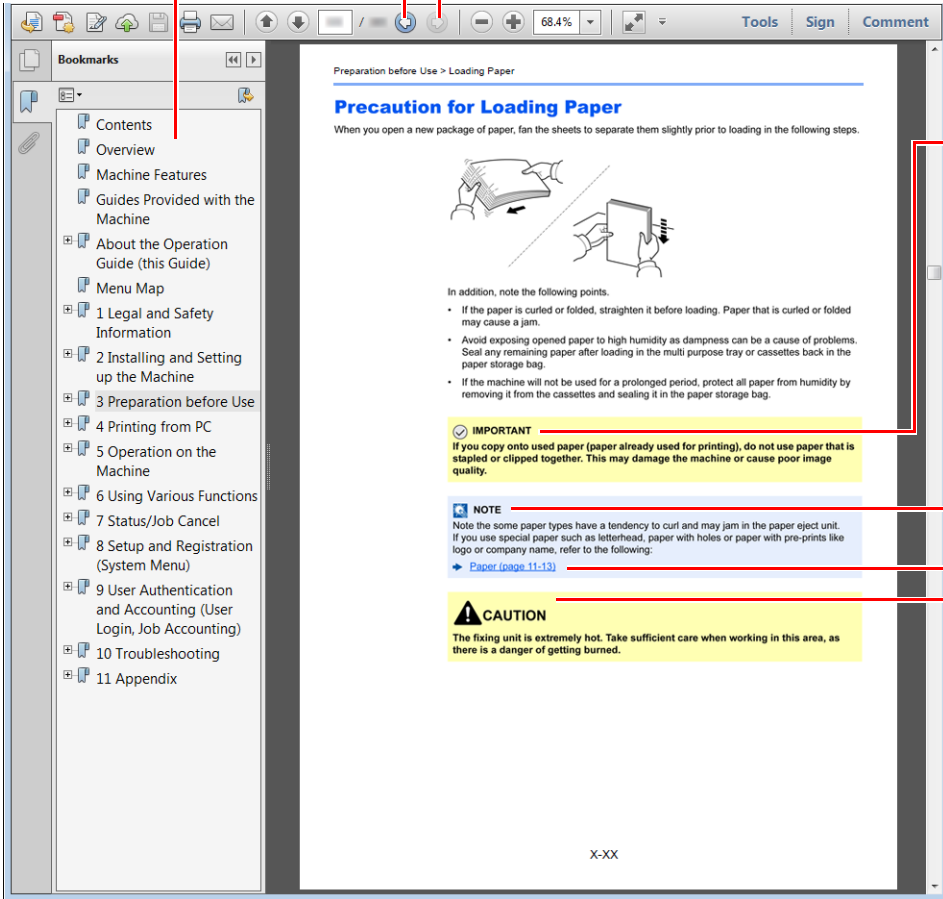 / 68.4% Tools Sign Comment
Bookmarks
Contents
Overview
Machine Features
Guides Provided with the
Machine
About the Operation
Guide (this Guide)
Menu Map
1 Legal and Safety
Information
2 Installing and Setting
up the Machine
3 Preparation before Use
4 Printing from PC
5 Operation on the
Machine
6 Using Various Functions
7 Status/Job Cancel
8 Setup and Registration
(System Menu)
9 User Authentication
and Accounting (User
Login, Job Accounting)
10 Troubleshooting
11 Appendix
Preparation before Use > Loading Paper
Precaution for Loading Paper
When you open a new package of paper, fan the sheets to separate them slightly prior to loading in the following steps.
In addition, note the following points.
• If the paper is curled or folded, straighten it before loading. Paper that is curled or folded
may cause a jam.
• Avoid exposing opened paper to high humidity as dampness can be a cause of problems.
Seal any remaining paper after loading in the multi purpose tray or cassettes back in the
paper storage bag.
• If the machine will not be used for a prolonged period, protect all paper from humidity by
removing it from the cassettes and sealing it in the paper storage bag.
IMPORTANT
If you copy onto used paper (paper already used for printing), do not use paper that is
stapled or clipped together. This may damage the machine or cause poor image
quality.
NOTE
Note the some paper types have a tendency to curl and may jam in the paper eject unit.
If you use special paper such as letterhead, paper with holes or paper with pre-prints like
logo or company name, refer to the following:
Paper (page 11-13)
CAUTION
The fixing unit is extremely hot. Take sufficient care when working in this area, as
there is a danger of getting burned.
X-XX